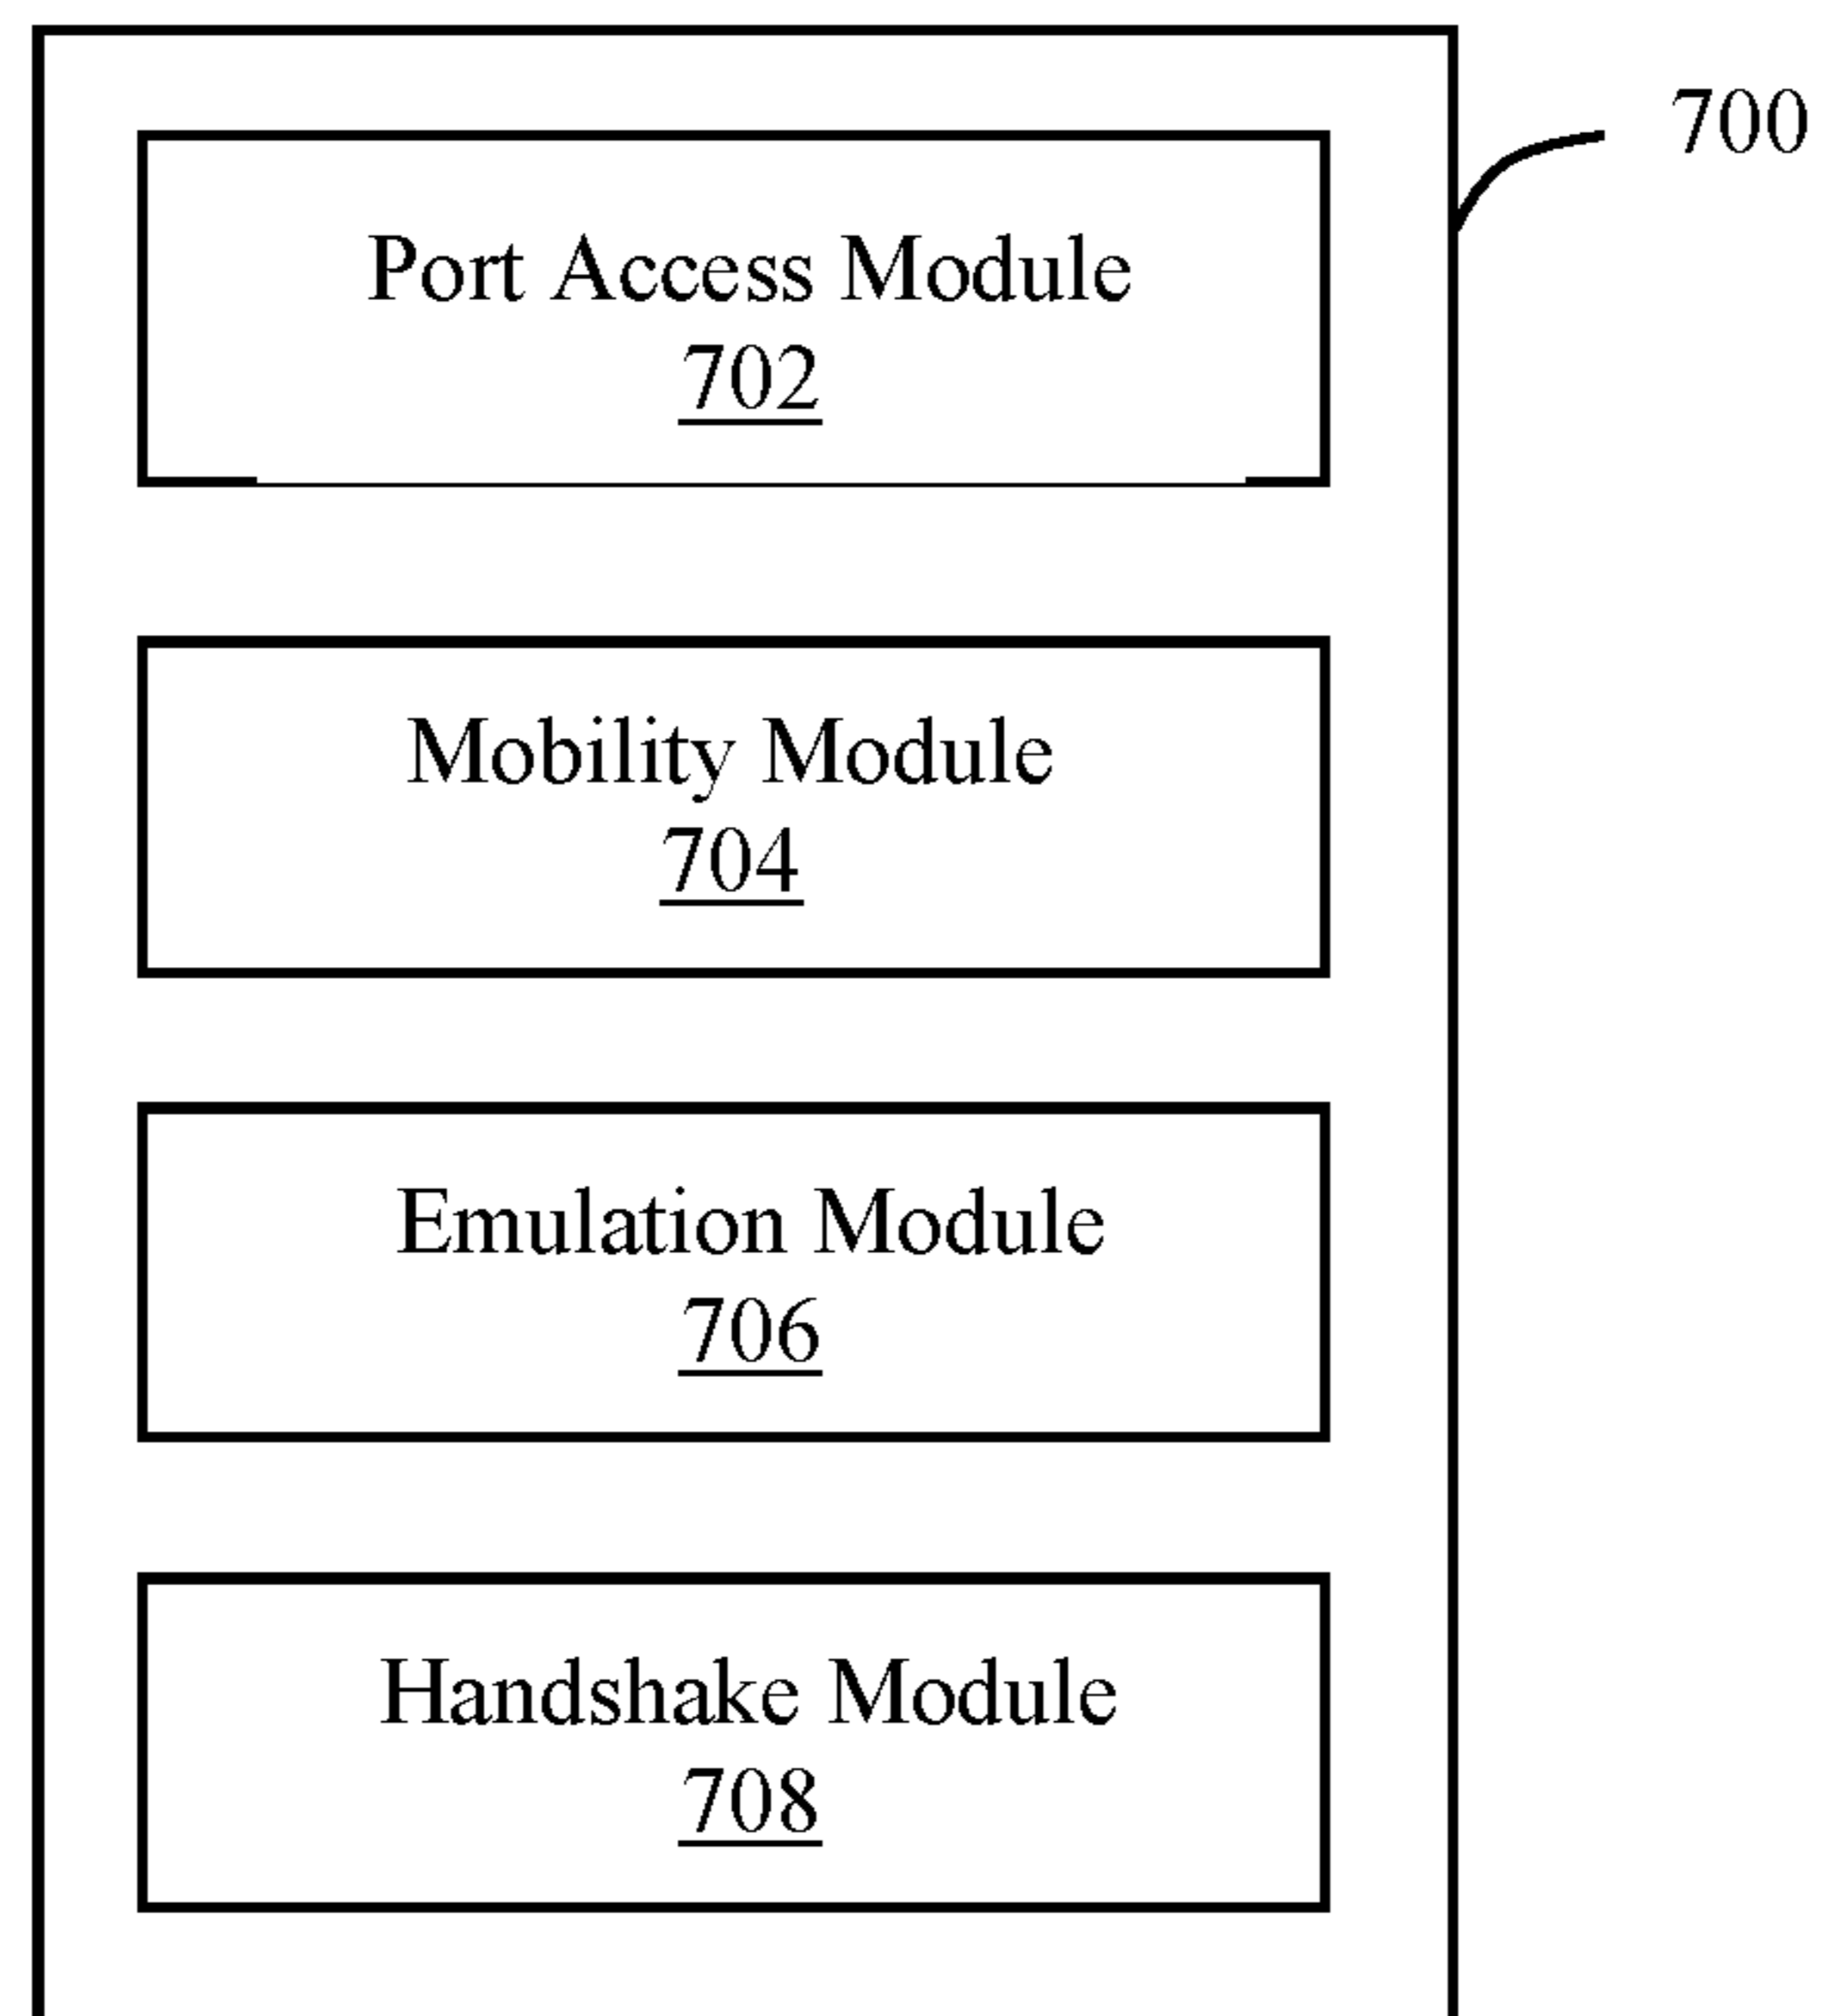 700
Port Access Module
702
Mobility Module
704
Emulation Module
706
Handshake Module
708